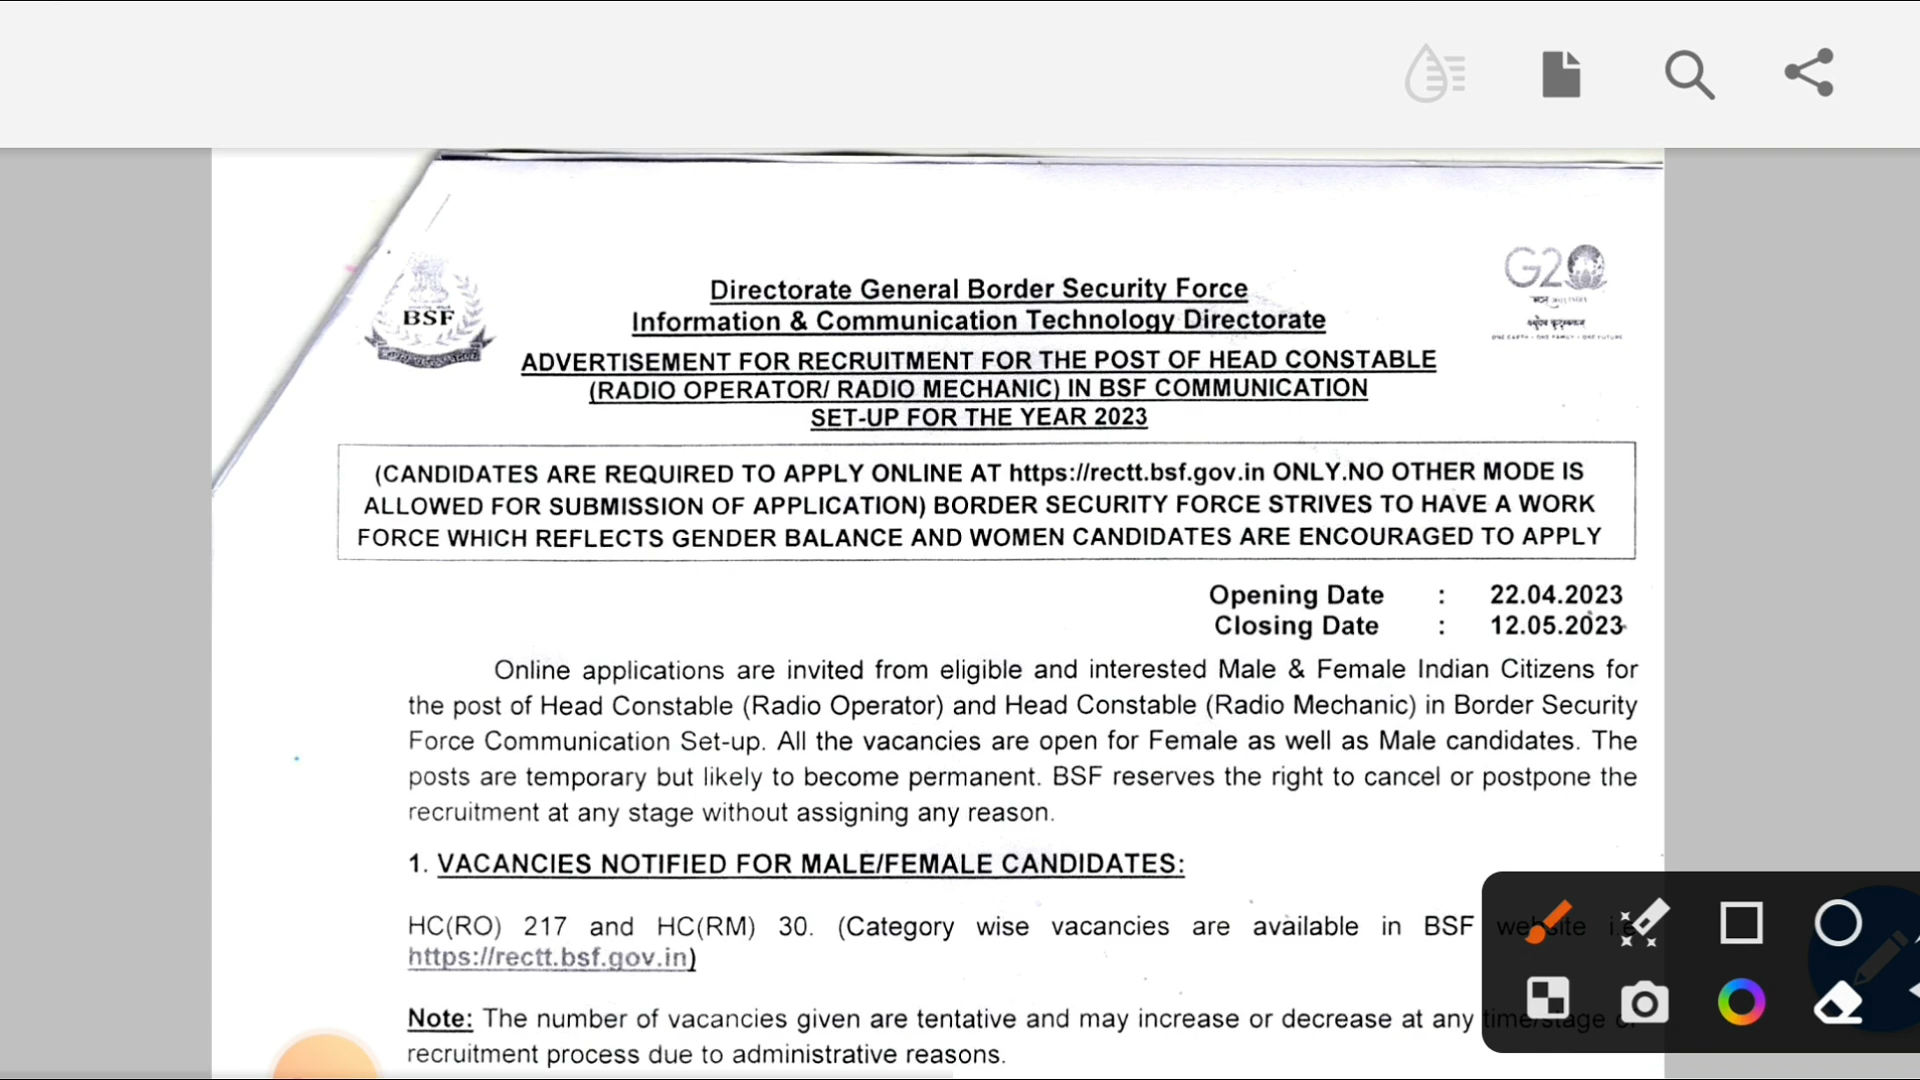 BSF
G20
ONE EARTH • ONE FAMILY • ONE FUTURE
Directorate General Border Security Force
Information & Communication Technology Directorate
ADVERTISEMENT FOR RECRUITMENT FOR THE POST OF HEAD CONSTABLE
(RADIO OPERATOR/ RADIO MECHANIC) IN BSF COMMUNICATION
SET-UP FOR THE YEAR 2023
(CANDIDATES ARE REQUIRED TO APPLY ONLINE AT https://rectt.bsf.gov.in ONLY.NO OTHER MODE IS
ALLOWED FOR SUBMISSION OF APPLICATION) BORDER SECURITY FORCE STRIVES TO HAVE A WORK
FORCE WHICH REFLECTS GENDER BALANCE AND WOMEN CANDIDATES ARE ENCOURAGED TO APPLY
Opening Date : 22.04.2023
Closing Date : 12.05.2023
Online applications are invited from eligible and interested Male & Female Indian Citizens for
the post of Head Constable (Radio Operator) and Head Constable (Radio Mechanic) in Border Security
Force Communication Set-up. All the vacancies are open for Female as well as Male candidates. The
posts are temporary but likely to become permanent. BSF reserves the right to cancel or postpone the
recruitment at any stage without assigning any reason.
1. VACANCIES NOTIFIED FOR MALE/FEMALE CANDIDATES:
HC(RO) 217 and HC(RM) 30. (Category wise vacancies are available in BSF website
https://rectt.bsf.gov.in)
Note: The number of vacancies given are tentative and may increase or decrease at any time/stage
recruitment process due to administrative reasons.